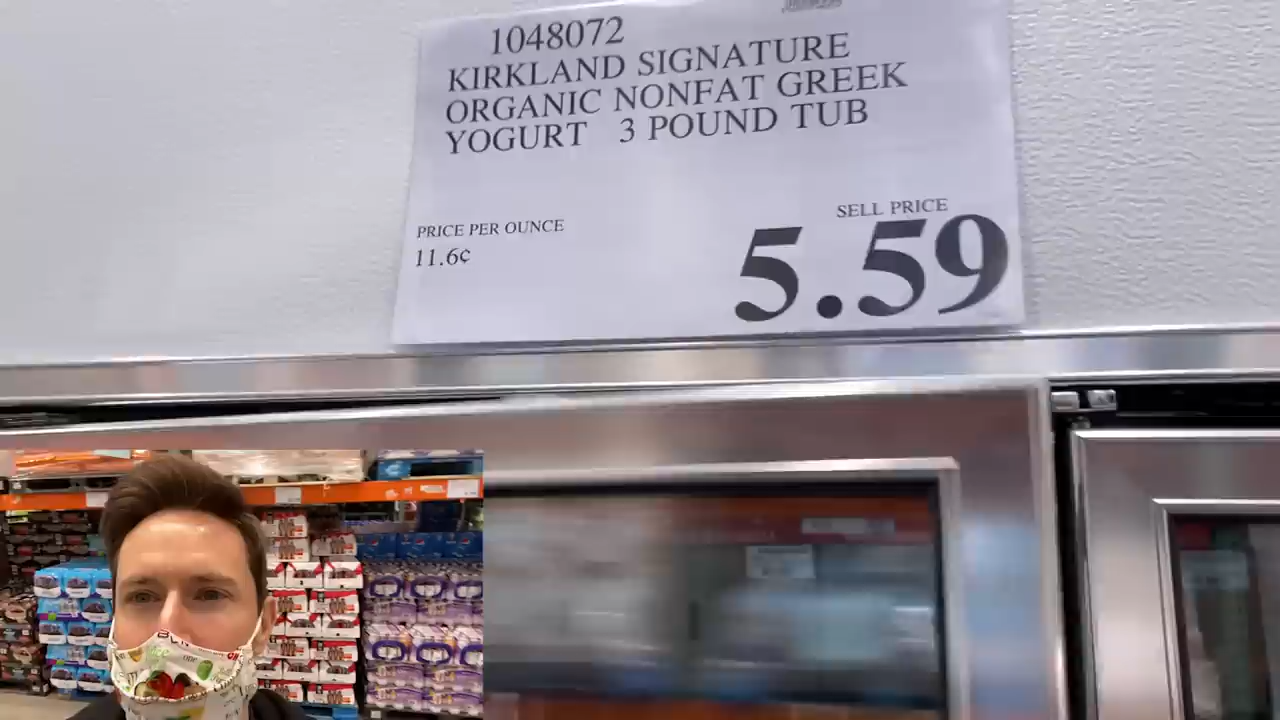 1048072
KIRKLAND SIGNATURE
ORGANIC NONFAT GREEK
YOGURT 3 POUND TUB
PRICE PER OUNCE
11.6¢
SELL PRICE
5.59